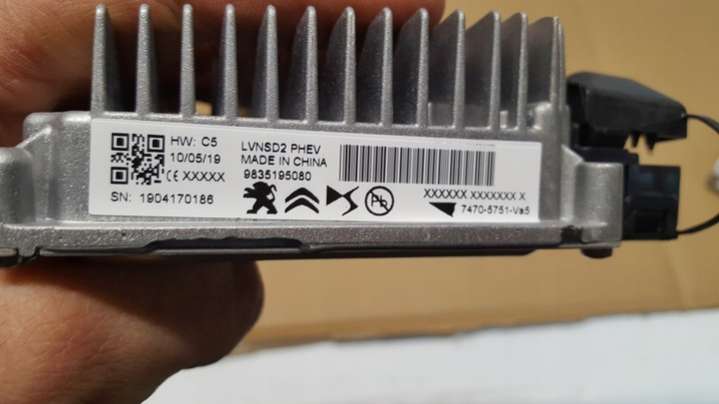 HW: C5
10/05/19
CE XXXXX
SN: 1904170186
LVNSD2 PHEV
MADE IN CHINA
9835195080
Pb
XXXXXX XXXXXXX X
7470-5751-Va5